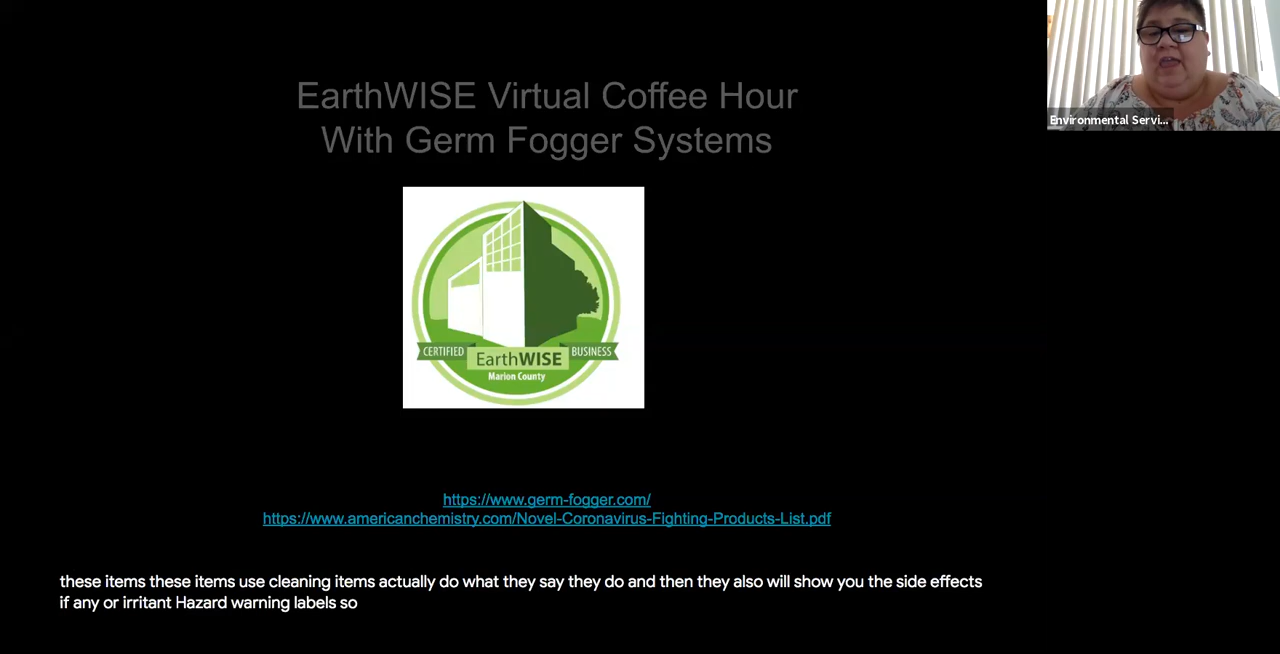 EarthWISE Virtual Coffee Hour
With Germ Fogger Systems
Environmental Servi...
CERTIFIED
EarthWISE
BUSINESS
Marion County
https://www.germ-fogger.com/
https://www.americanchemistry.com/Novel-Coronavirus-Fighting-Products-List.pdf
these items these items use cleaning items actually do what they say they do and then they also will show you the side effects
if any or irritant Hazard warning labels so